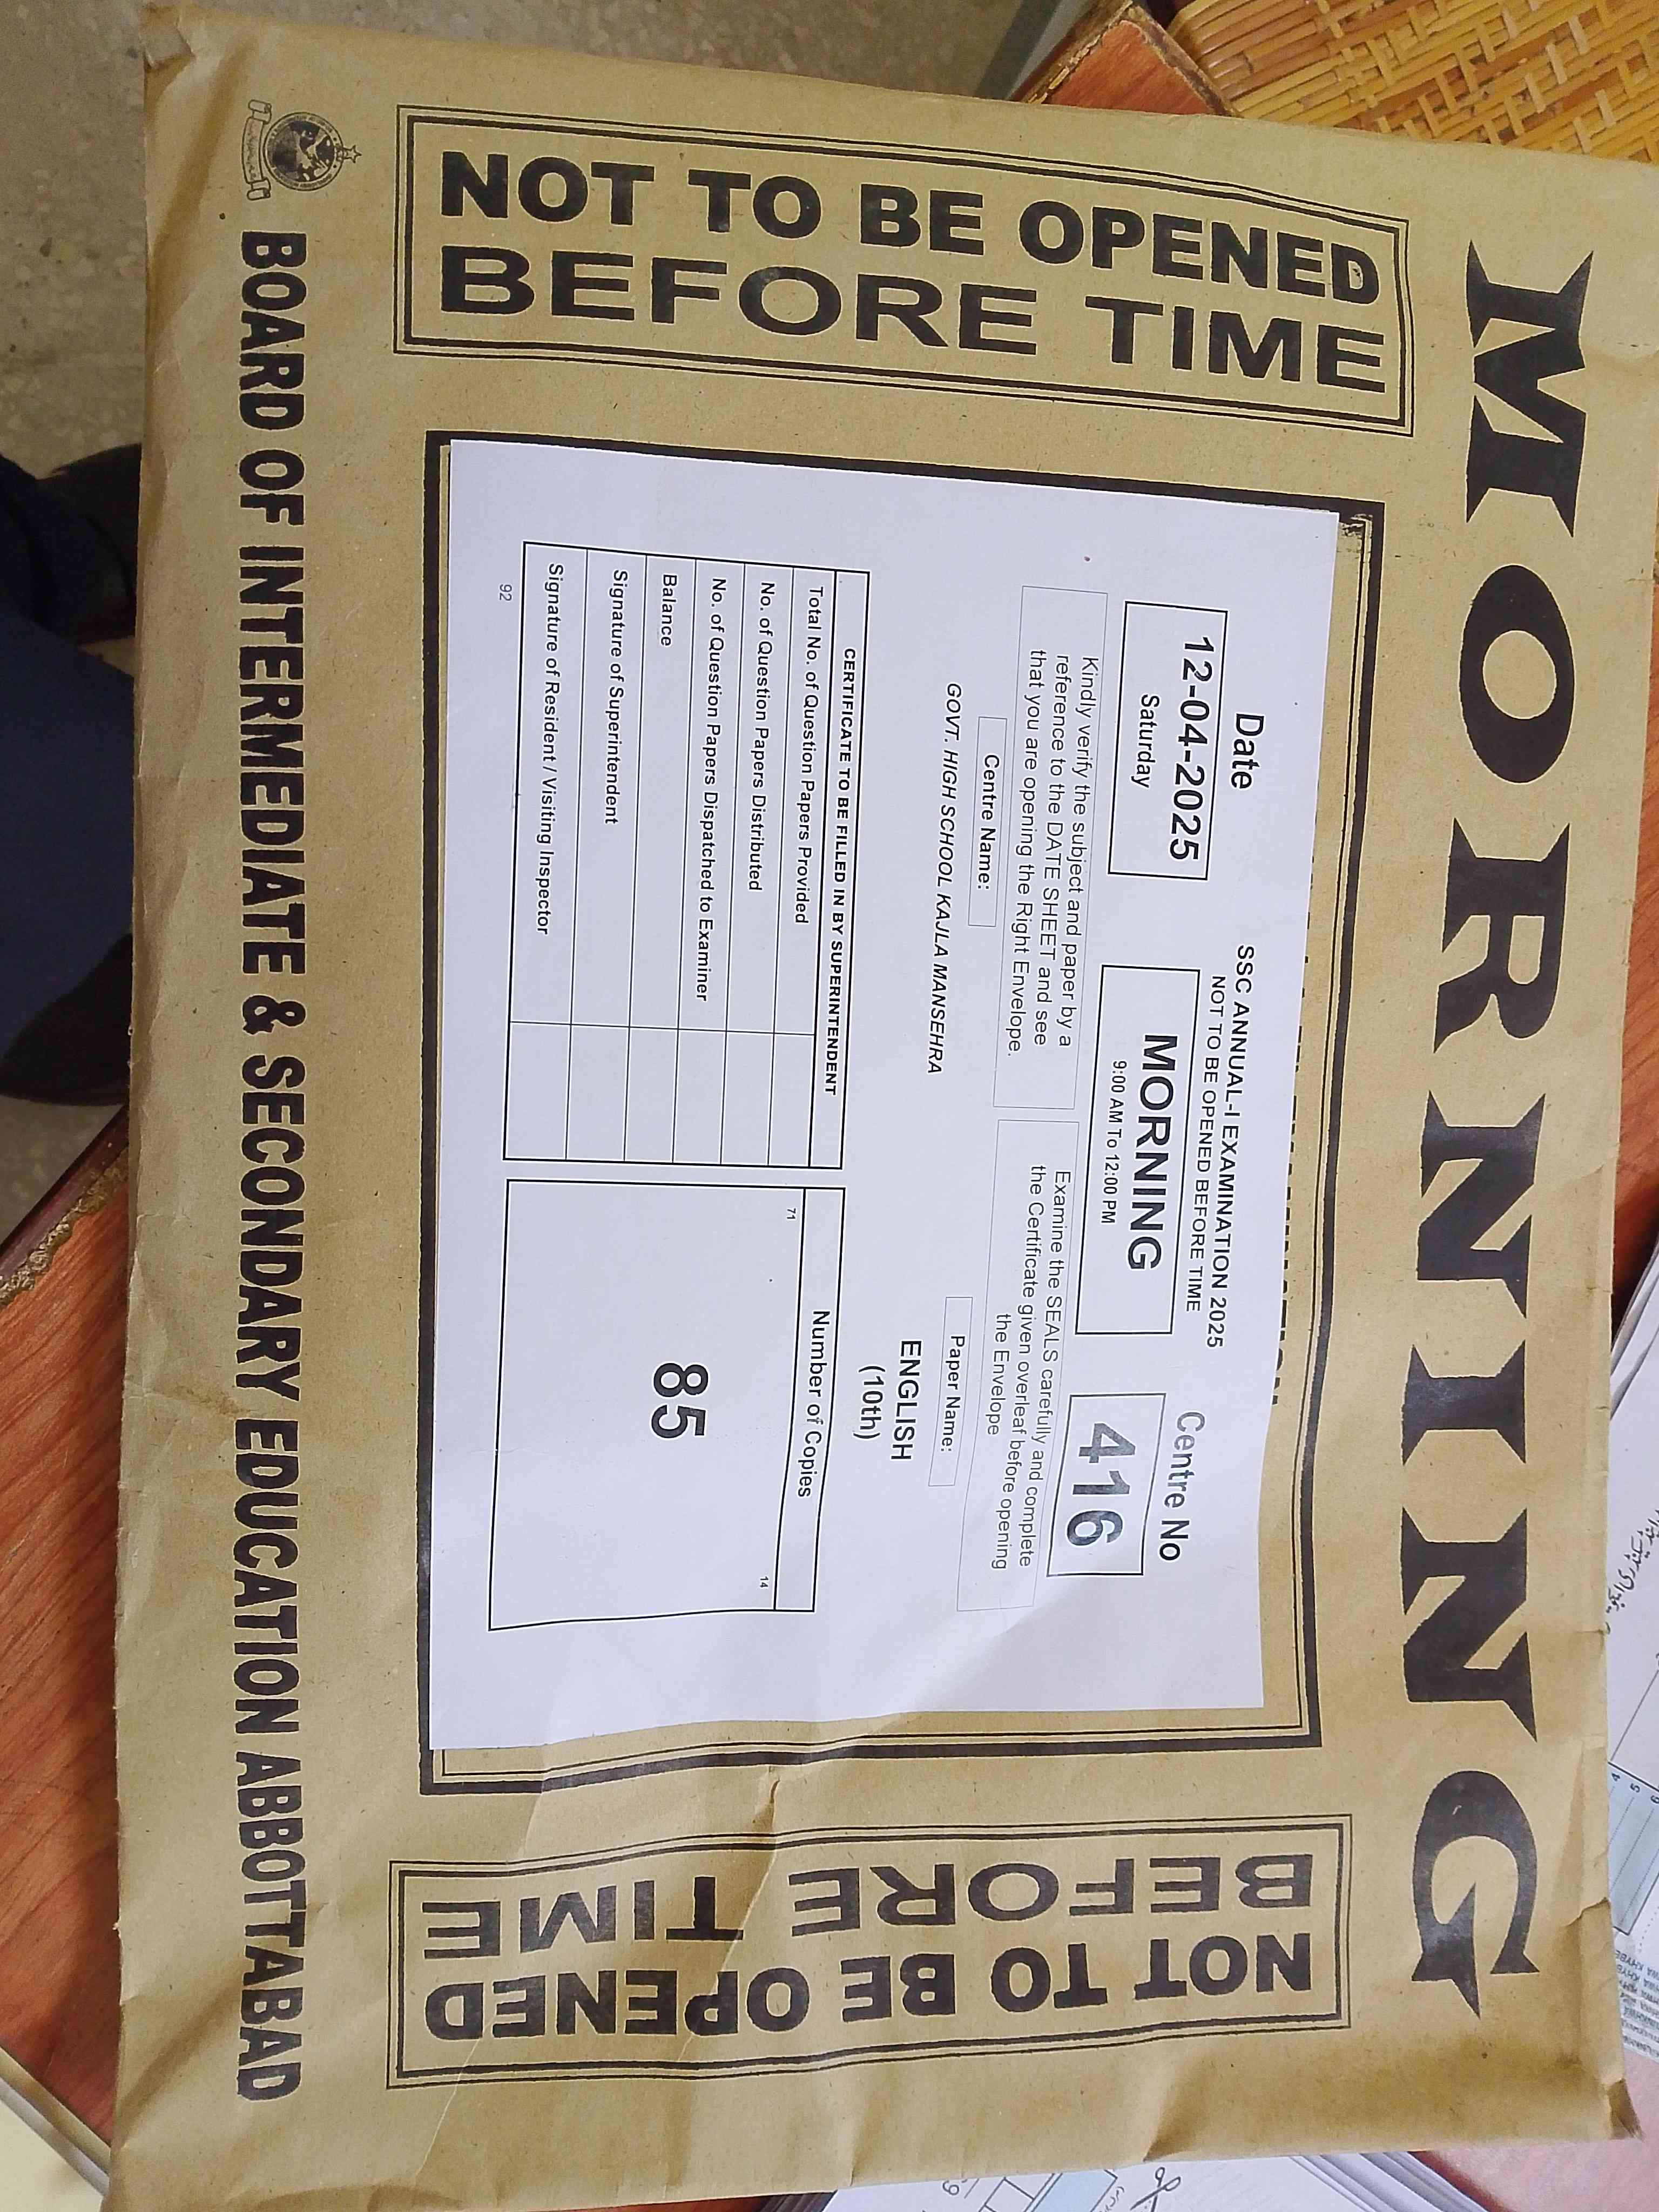 MORNING
NOT TO BE OPENED
BEFORE TIME
Date
12-04-2025
Saturday
SSC ANNUAL-I EXAMINATION 2025
NOT TO BE OPENED BEFORE TIME
MORNING
9:00 AM To 12:00 PM
Centre No
416
Kindly verify the subject and paper by a
reference to the DATE SHEET and see
that you are opening the Right Envelope.
Examine the SEALS carefully and complete
the Certificate given overleaf before opening
the Envelope
Centre Name:
GOVT. HIGH SCHOOL KAJLA MANSEHRA
Paper Name:
ENGLISH
(10th)
CERTIFICATE TO BE FILLED IN BY SUPERINTENDENT
Total No. of Question Papers Provided
No. of Question Papers Distributed
No. of Question Papers Dispatched to Examiner
Balance
Signature of Superintendent
Signature of Resident / Visiting Inspector
92
Number of Copies
71
14
85
NOT TO BE OPENED
BEFORE TIME
BOARD OF INTERMEDIATE & SECONDARY EDUCATION ABBOTTABAD